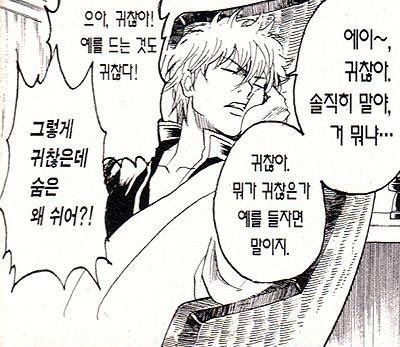 에이~,
귀찮아.
솔직히 말야,
거 뭐냐…
귀찮아.
뭐가 귀찮은가
예를 들자면
말이지.
으아, 귀찮아!
예를 드는 것도
귀찮다!
그렇게
귀찮은데
숨은
왜 쉬어?!